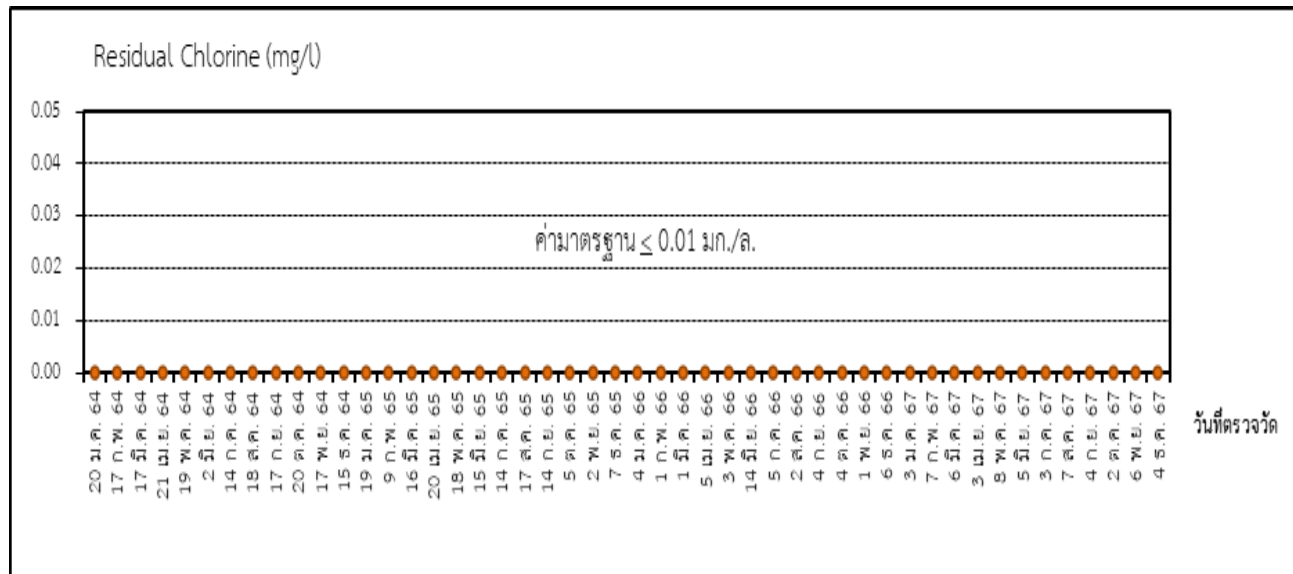 Residual Chlorine (mg/l)
0.05
0.04
0.03
0.02
0.01
0.00
ค่ามาตรฐาน ≤ 0.01 มก./ล.
20 ม.ค. 64
17 ก.พ. 64
17 มี.ค. 64
21 เม.ย. 64
19 พ.ค. 64
2 มิ.ย. 64
14 ก.ค. 64
18 ส.ค. 64
17 ก.ย. 64
20 ต.ค. 64
17 พ.ย. 64
15 ธ.ค. 64
19 ม.ค. 65
9 ก.พ. 65
16 มี.ค. 65
20 เม.ย. 65
18 พ.ค. 65
15 มิ.ย. 65
14 ก.ค. 65
17 ส.ค. 65
14 ก.ย. 65
5 ต.ค. 65
2 พ.ย. 65
7 ธ.ค. 65
4 ม.ค. 66
1 ก.พ. 66
1 มี.ค. 66
5 เม.ย. 66
3 พ.ค. 66
14 มิ.ย. 66
5 ก.ค. 66
2 ส.ค. 66
4 ก.ย. 66
4 ต.ค. 66
1 พ.ย. 66
6 ธ.ค. 66
3 ม.ค. 67
7 ก.พ. 67
6 มี.ค. 67
3 เม.ย. 67
8 พ.ค. 67
5 มิ.ย. 67
3 ก.ค. 67
7 ส.ค. 67
4 ก.ย. 67
2 ต.ค. 67
6 พ.ย. 67
4 ธ.ค. 67
วันที่ตรวจวัด